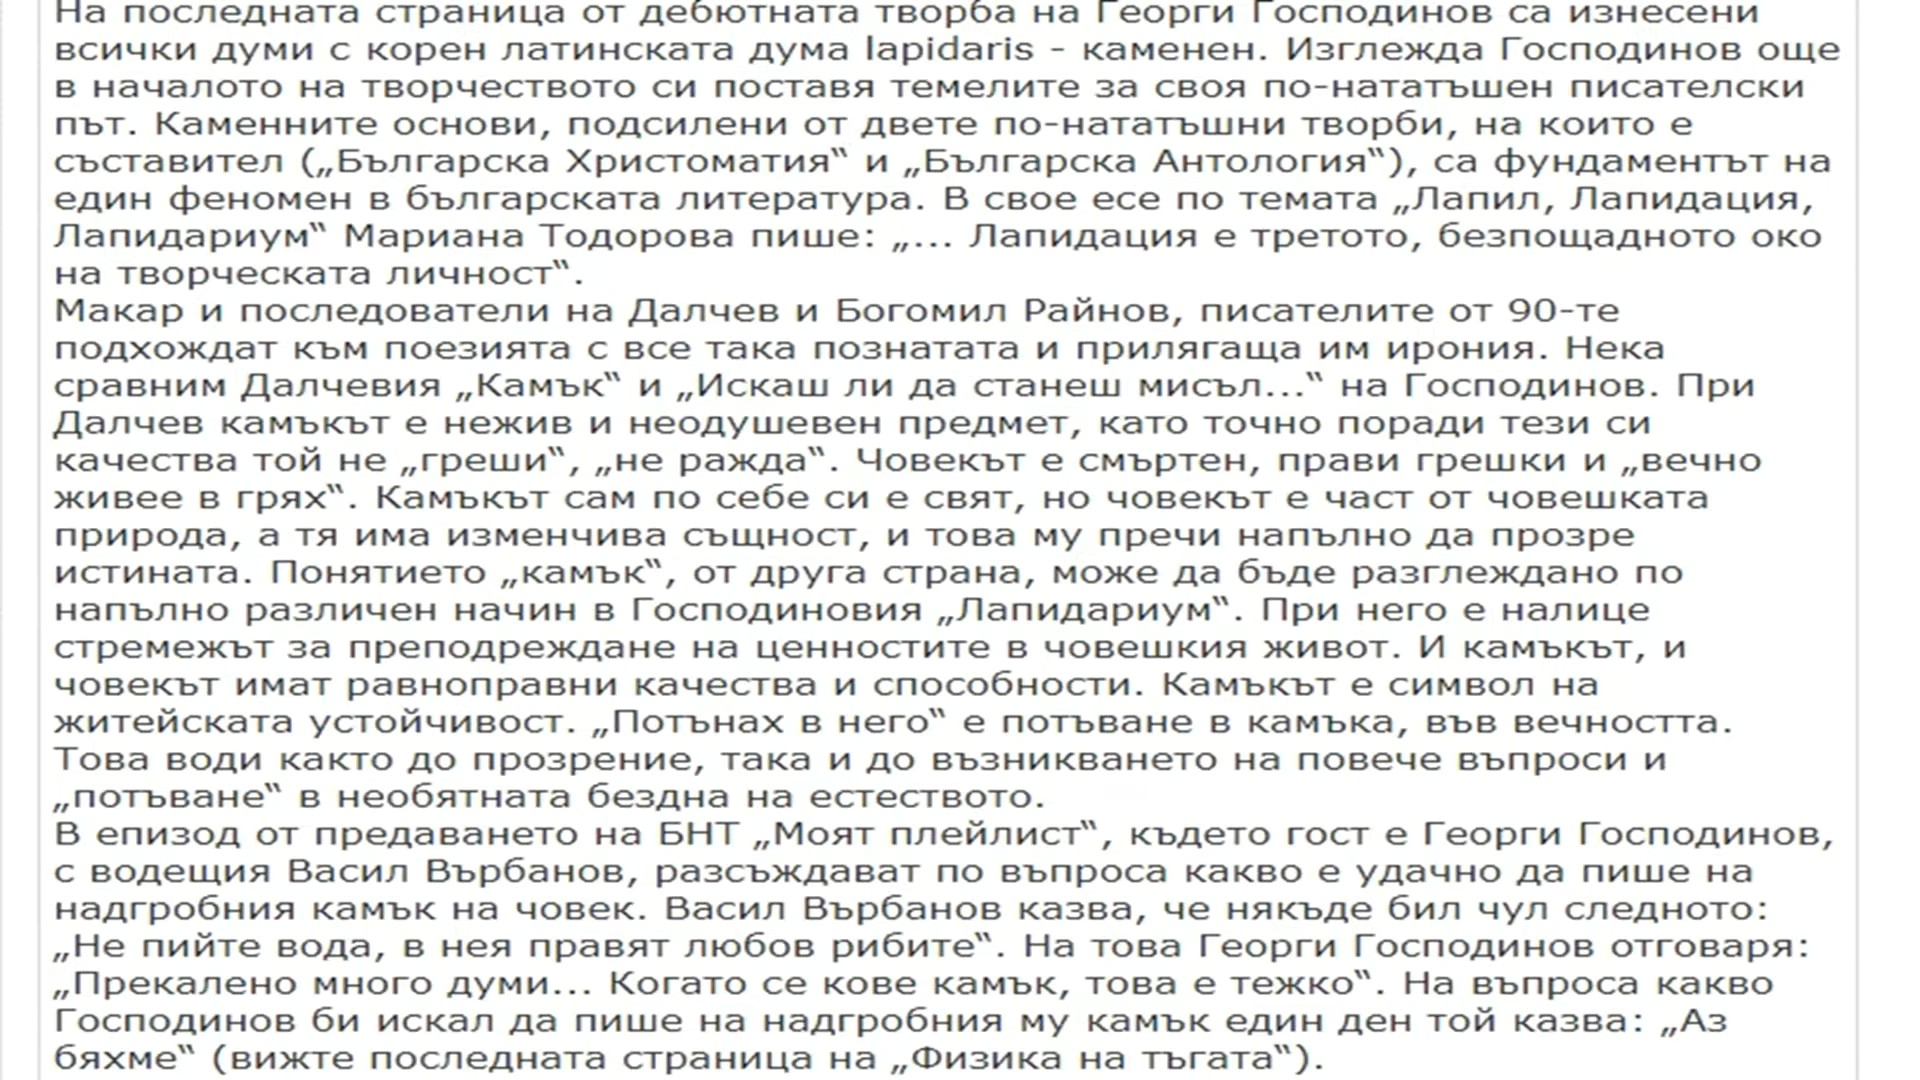 На последната страница от дебютната творба на Георги Господинов са изнесени
всички думи с корен латинската дума lapidaris - каменен. Изглежда Господинов още
в началото на творчеството си поставя темелите за своя по-нататъшен писателски
път. Каменните основи, подсилени от двете по-нататъшни творби, на които е
съставител („Българска Христоматия“ и „Българска Антология“), са фундаментът на
един феномен в българската литература. В свое есе по темата „Лапил, Лапидация,
Лапидариум“ Мариана Тодорова пише: „... Лапидация е третото, безпощадното око
на творческата личност“.
Макар и последователи на Далчев и Богомил Райнов, писателите от 90-те
подхождат към поезията с все така познатата и прилягаща им ирония. Нека
сравним Далчевия „Камък“ и „Искаш ли да станеш мисъл...“ на Господинов. При
Далчев камъкът е нежив и неодушевен предмет, като точно поради тези си
качества той не „греши“, „не ражда“. Човекът е смъртен, прави грешки и „вечно
живее в грях“. Камъкът сам по себе си е свят, но човекът е част от човешката
природа, а тя има изменчива същност, и това му пречи напълно да прозре
истината. Понятието „камък“, от друга страна, може да бъде разглеждано по
напълно различен начин в Господиновия „Лапидариум“. При него е налице
стремежът за преподреждане на ценностите в човешкия живот. И камъкът, и
човекът имат равноправни качества и способности. Камъкът е символ на
житейската устойчивост. „Потънах в него“ е потъване в камъка, във вечността.
Това води както до прозрение, така и до възникването на повече въпроси и
„потъване“ в необятната бездна на естеството.
В епизод от предаването на БНТ „Моят плейлист“, където гост е Георги Господинов,
с водещия Васил Върбанов, разсъждават по въпроса какво е удачно да пише на
надгробния камък на човек. Васил Върбанов казва, че някъде бил чул следното:
„Не пийте вода, в нея правят любов рибите“. На това Георги Господинов отговаря:
„Прекалено много думи... Когато се кове камък, това е тежко“. На въпроса какво
Господинов би искал да пише на надгробния му камък един ден той казва: „Аз
бяхме“ (вижте последната страница на „Физика на тъгата“).